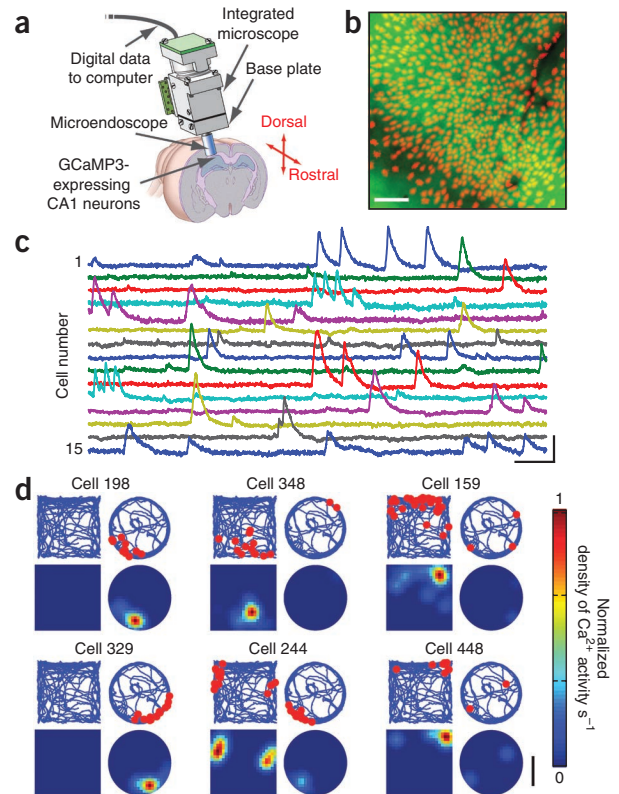 a
Integrated
microscope
Digital data
to computer
Base plate
Microendoscope
Dorsal
GCaMP3-
expressing
CA1 neurons
Rostral
b
c
1
Cell number
15
d
Cell 198
Cell 348
Cell 159
Cell 329
Cell 244
Cell 448
1
Normalized
density of Ca²⁺
activity s⁻¹
0